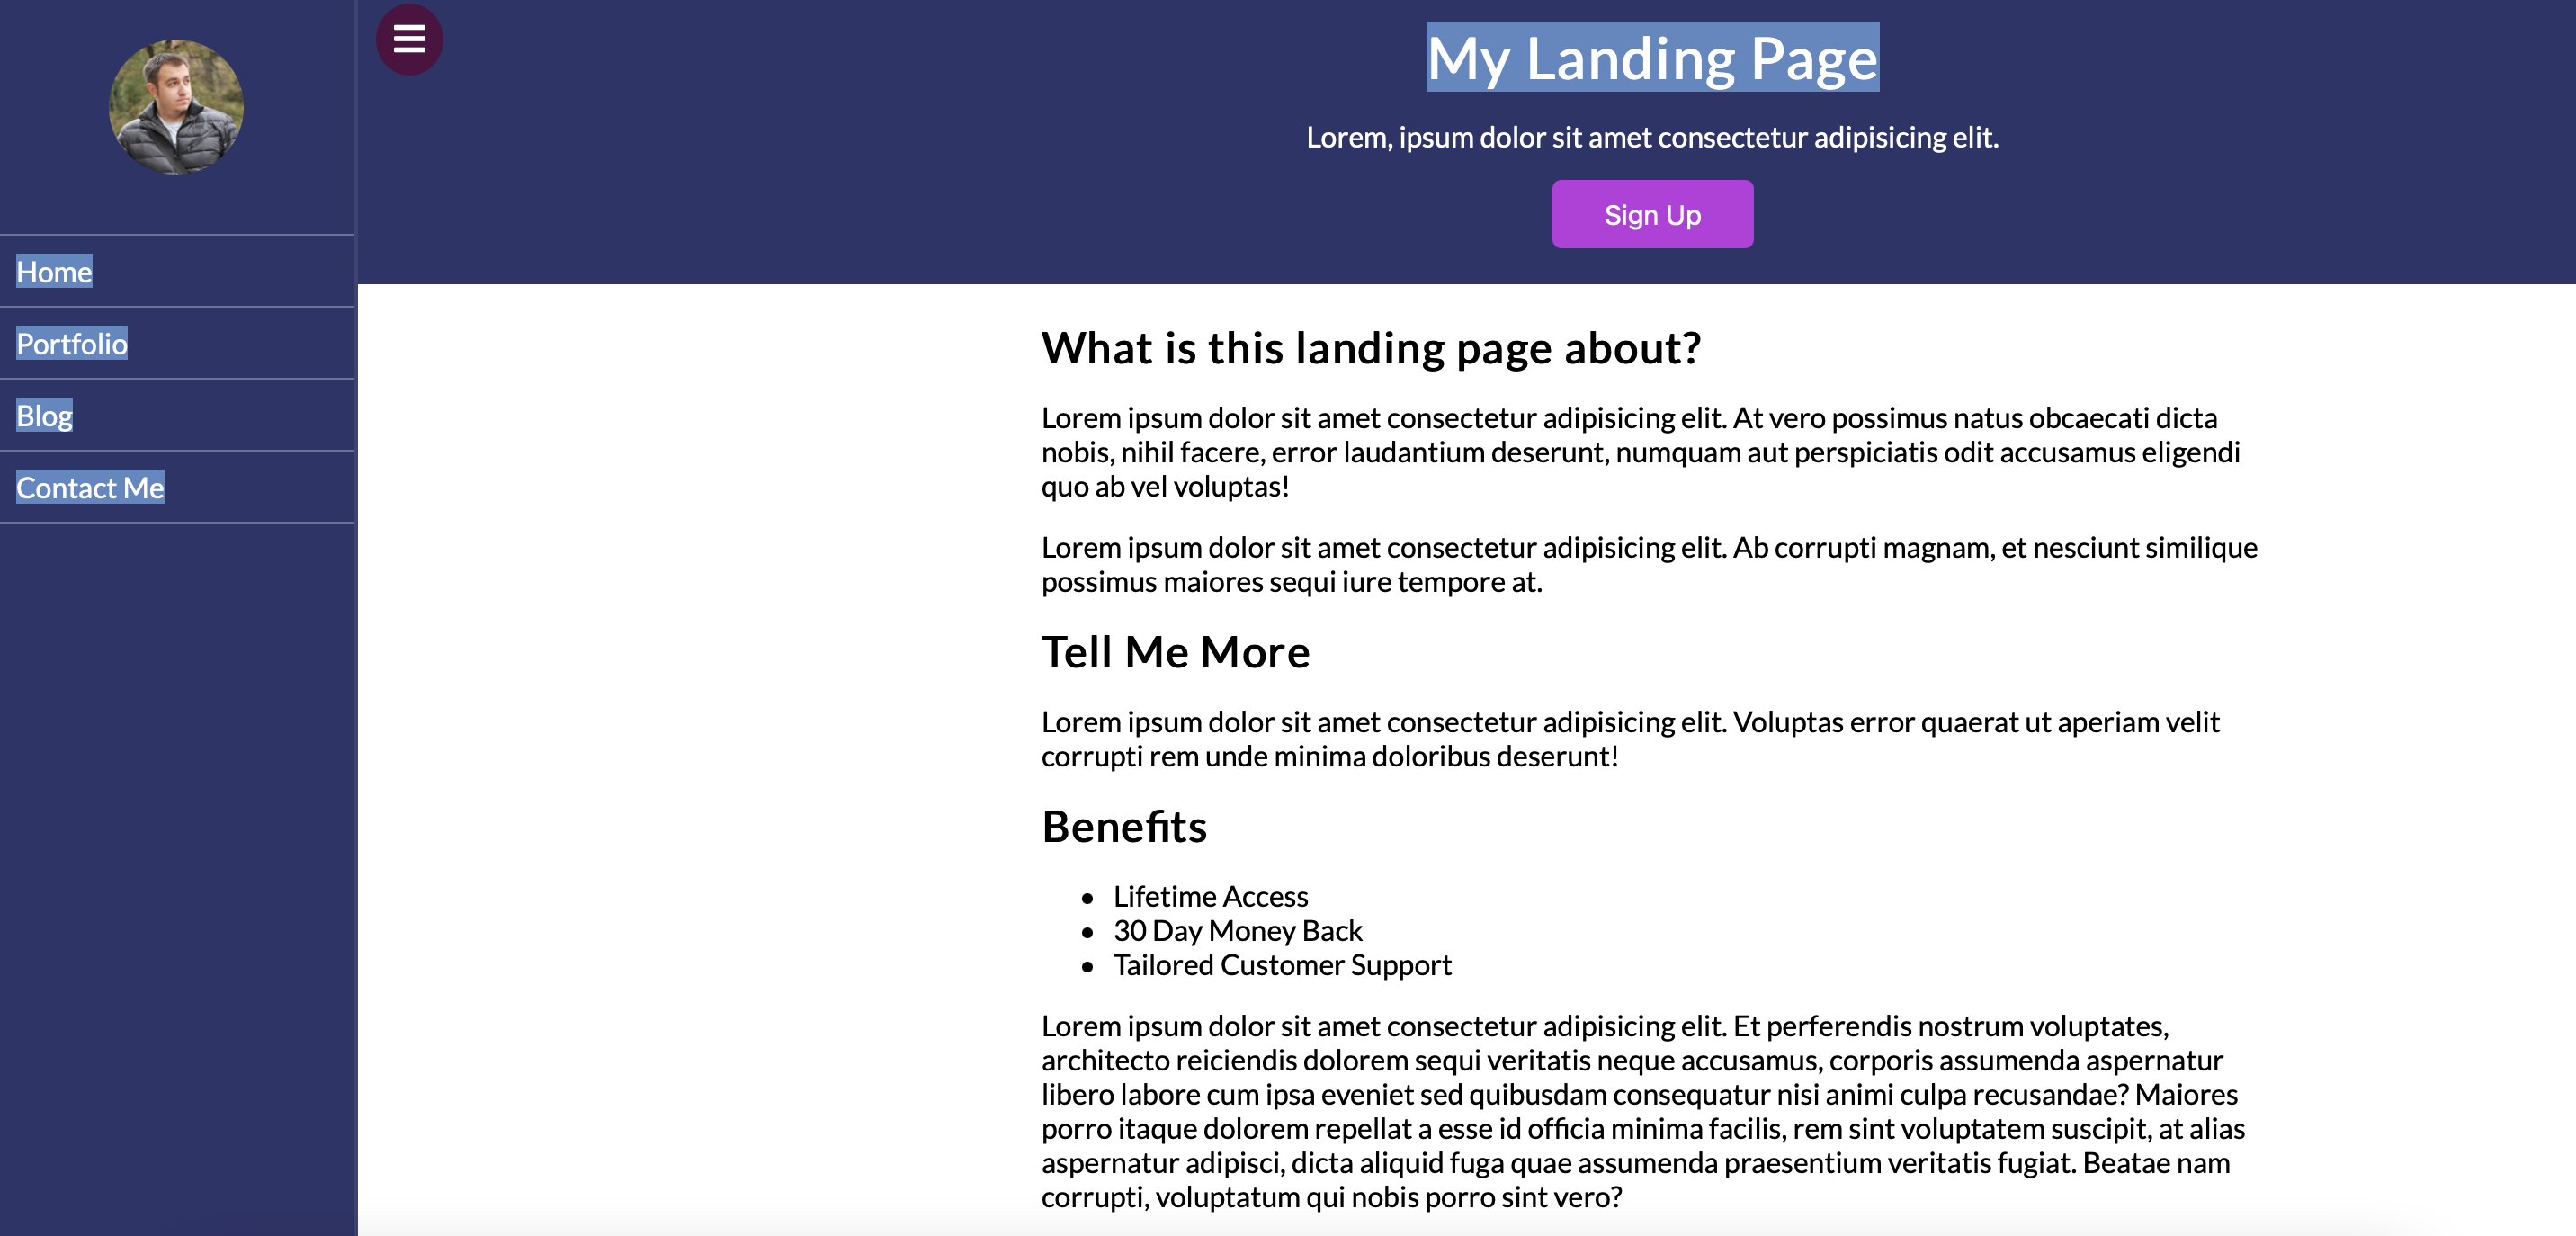 Home
Portfolio
Blog
Contact Me
My Landing Page
Lorem, ipsum dolor sit amet consectetur adipisicing elit.
Sign Up
What is this landing page about?
Lorem ipsum dolor sit amet consectetur adipisicing elit. At vero possimus natus obcaecati dicta
nobis, nihil facere, error laudantium deserunt, numquam aut perspiciatis odit accusamus eligendi
quo ab vel voluptas!
Lorem ipsum dolor sit amet consectetur adipisicing elit. Ab corrupti magnam, et nesciunt similique
possimus maiores sequi iure tempore at.
Tell Me More
Lorem ipsum dolor sit amet consectetur adipisicing elit. Voluptas error quaerat ut aperiam velit
corrupti rem unde minima doloribus deserunt!
Benefits
• Lifetime Access
• 30 Day Money Back
• Tailored Customer Support
Lorem ipsum dolor sit amet consectetur adipisicing elit. Et perferendis nostrum voluptates,
architecto reiciendis dolorem sequi veritatis neque accusamus, corporis assumenda aspernatur
libero labore cum ipsa eveniet sed quibusdam consequatur nisi animi culpa recusandae? Maiores
porro itaque dolorem repellat a esse id officia minima facilis, rem sint voluptatem suscipit, at alias
aspernatur adipisci, dicta aliquid fuga quae assumenda praesentium veritatis fugiat. Beatae nam
corrupti, voluptatum qui nobis porro sint vero?